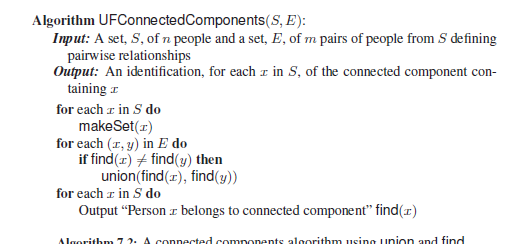 Algorithm UFConnectedComponents(S, E):
Input: A set, S, of n people and a set, E, of m pairs of people from S defining
pairwise relationships
Output: An identification, for each x in S, of the connected component con-
taining x
for each x in S do
makeSet(x)
for each (x, y) in E do
if find(x) ≠ find(y) then
union(find(x), find(y))
for each x in S do
Output “Person x belongs to connected component” find(x)
Algorithm 7.2: A connected components algorithm using union and find